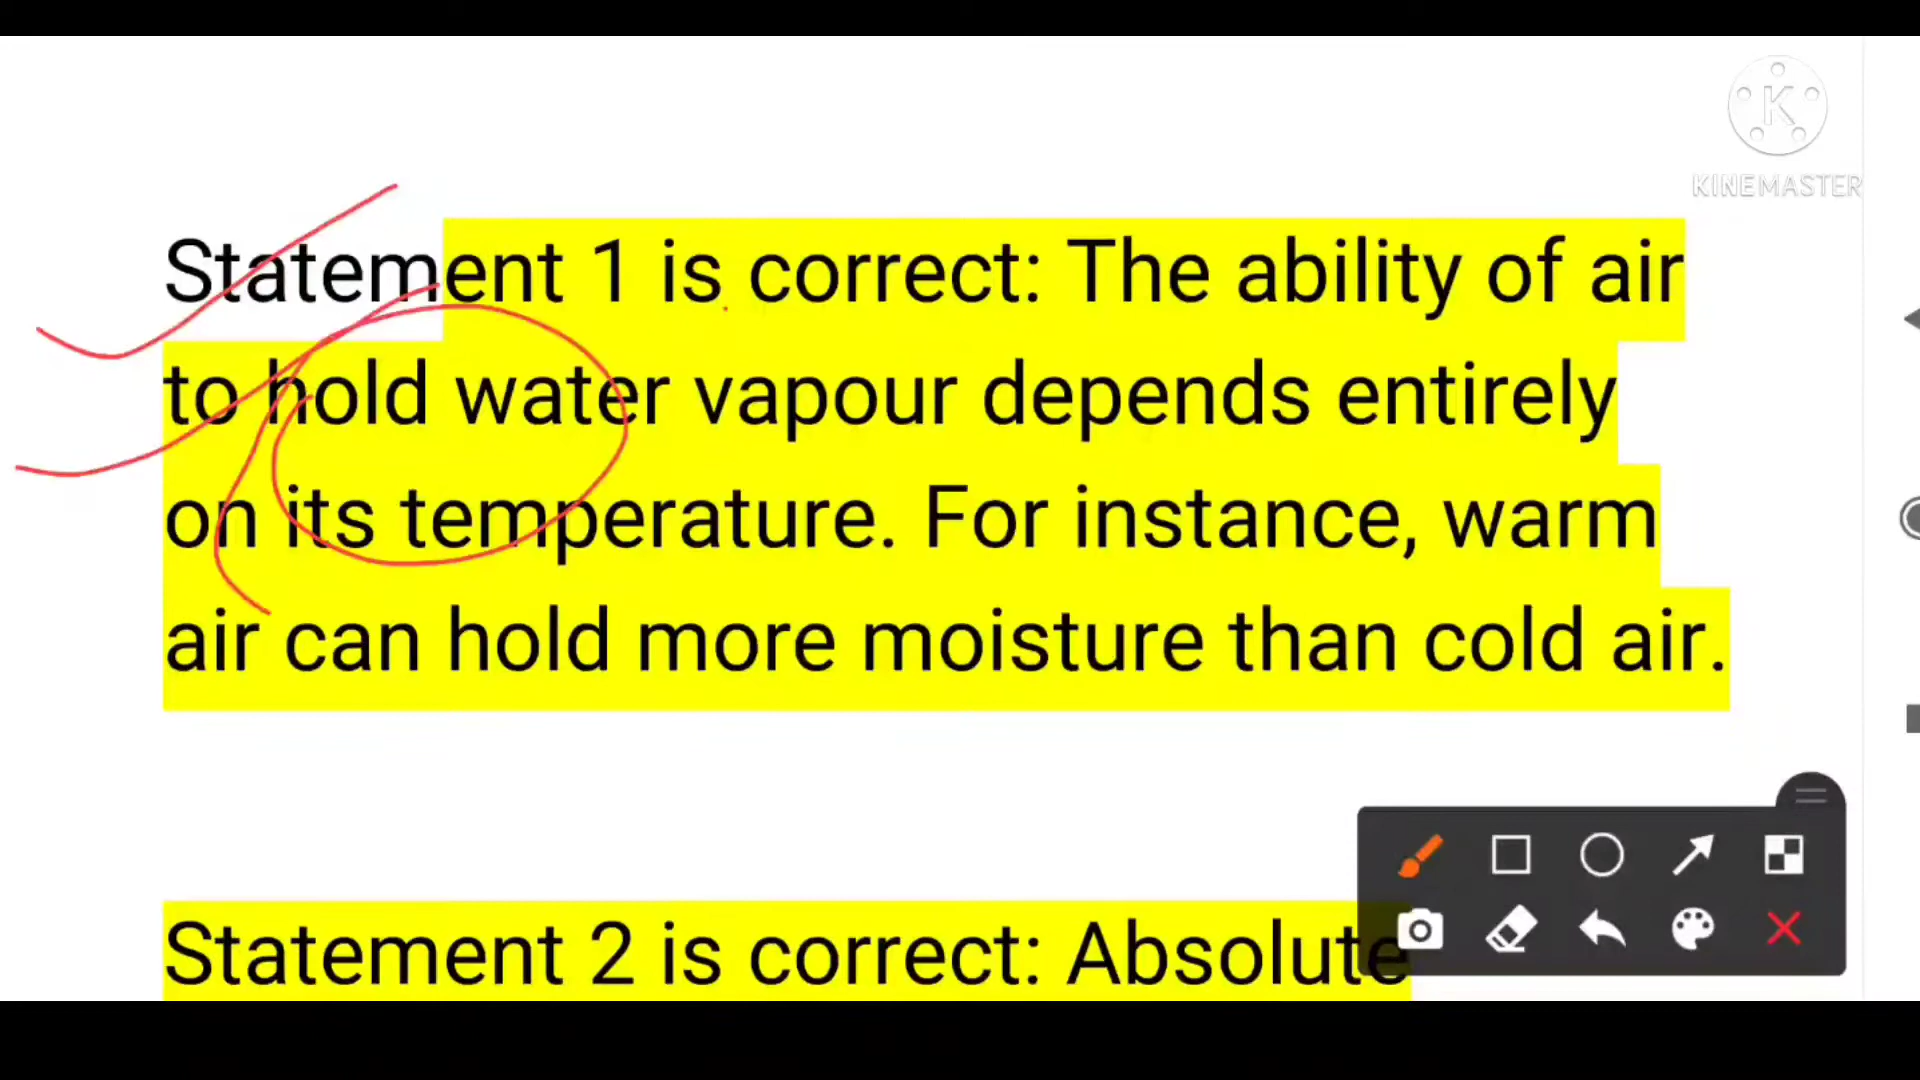 KINEMASTER
Statement 1 is correct: The ability of air
to hold water vapour depends entirely
on its temperature. For instance, warm
air can hold more moisture than cold air.
Statement 2 is correct: Absolute